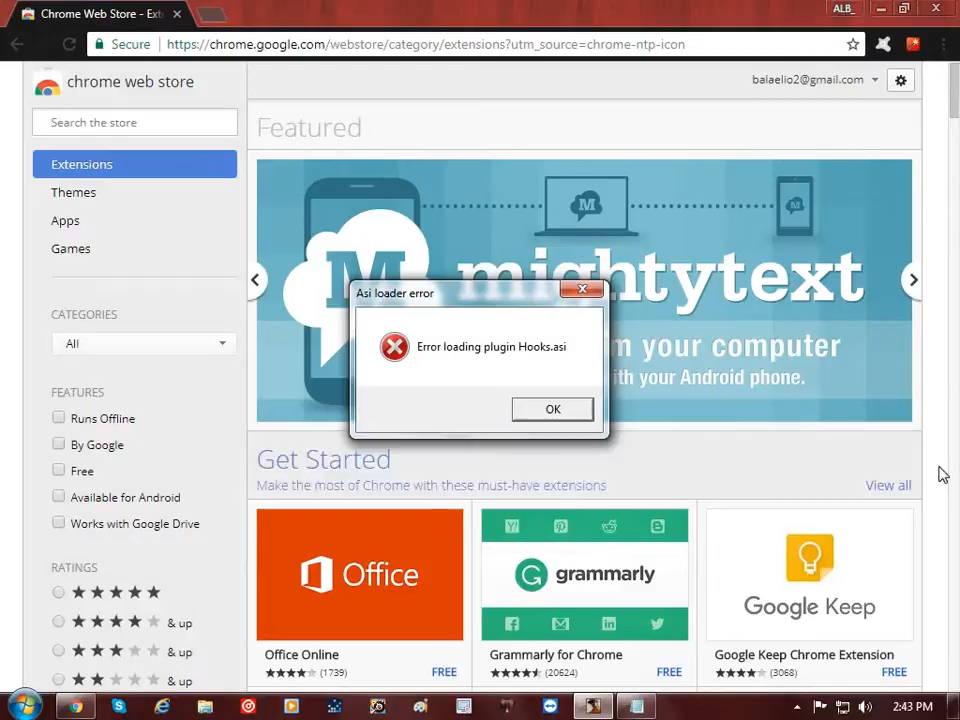 Chrome Web Store - Ext
ALB_
Secure
https://chrome.google.com/webstore/category/extensions?utm_source=chrome-ntp-icon
chrome web store
balaelio2@gmail.com
Search the store
Extensions
Themes
Apps
Games
CATEGORIES
All
FEATURES
Runs Offline
By Google
Free
Available for Android
Works with Google Drive
RATINGS
& up
& up
& up
Featured
M
M
M
mightytext
m your computer
with your Android phone.
Asi loader error
Error loading plugin Hooks.asi
OK
Get Started
Make the most of Chrome with these must-have extensions
View all
Office
grammarly
Google Keep
Office Online
(1739)
FREE
Grammarly for Chrome
(20624)
FREE
Google Keep Chrome Extension
(3068)
FREE
2:43 PM